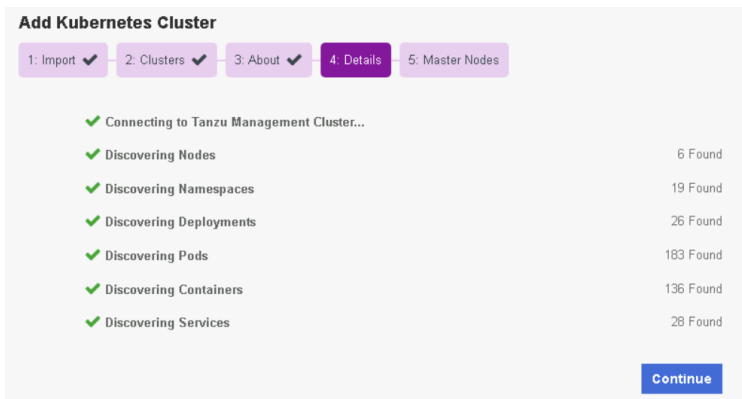 Add Kubernetes Cluster
1: Import 2: Clusters 3: About 4: Details 5: Master Nodes
Connecting to Tanzu Management Cluster...
Discovering Nodes 6 Found
Discovering Namespaces 19 Found
Discovering Deployments 26 Found
Discovering Pods 183 Found
Discovering Containers 136 Found
Discovering Services 28 Found
Continue